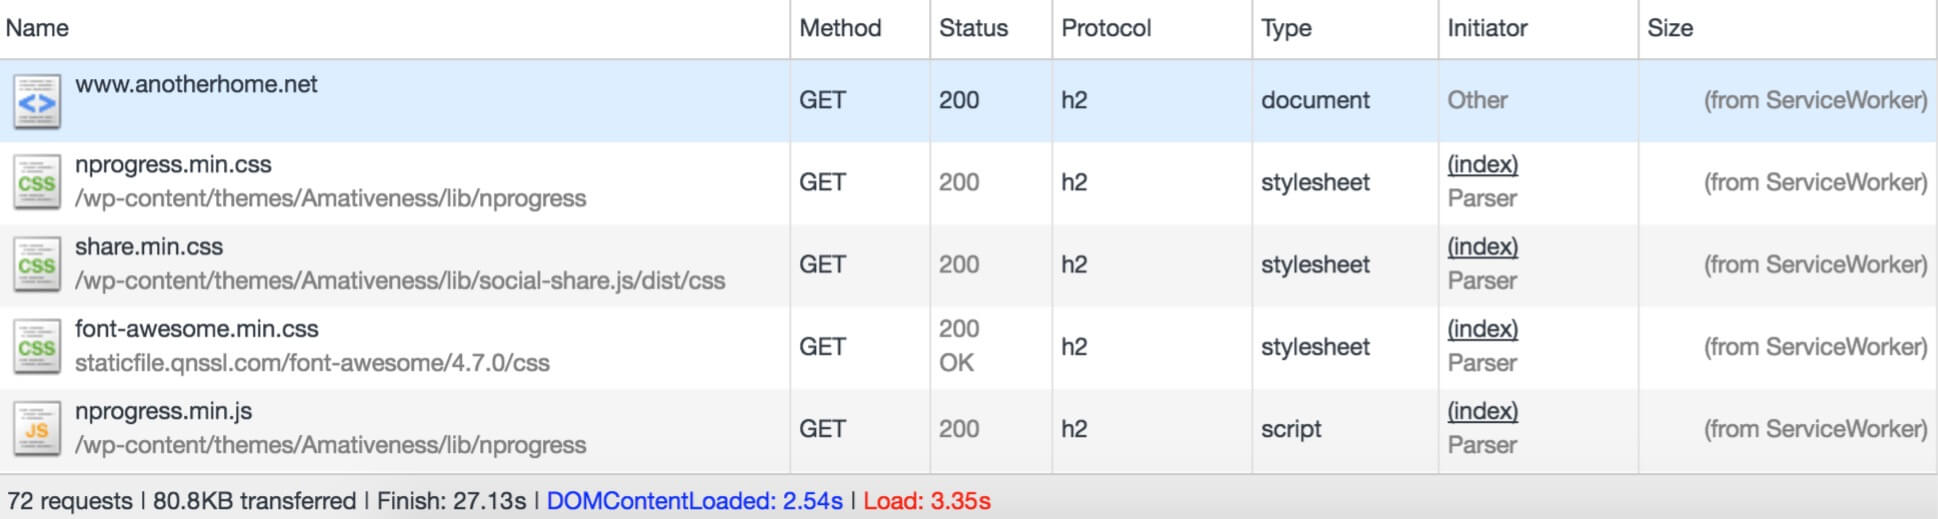 Name Method Status Protocol Type Initiator Size
<> www.anotherhome.net GET 200 h2 document Other (from ServiceWorker)
CSS nprogress.min.css /wp-content/themes/Amativeness/lib/nprogress GET 200 h2 stylesheet (index) Parser (from ServiceWorker)
CSS share.min.css /wp-content/themes/Amativeness/lib/social-share.js/dist/css GET 200 h2 stylesheet (index) Parser (from ServiceWorker)
CSS font-awesome.min.css staticfile.qnssl.com/font-awesome/4.7.0/css GET 200 OK h2 stylesheet (index) Parser (from ServiceWorker)
JS nprogress.min.js /wp-content/themes/Amativeness/lib/nprogress GET 200 h2 script (index) Parser (from ServiceWorker)
72 requests | 80.8KB transferred | Finish: 27.13s | DOMContentLoaded: 2.54s | Load: 3.35s